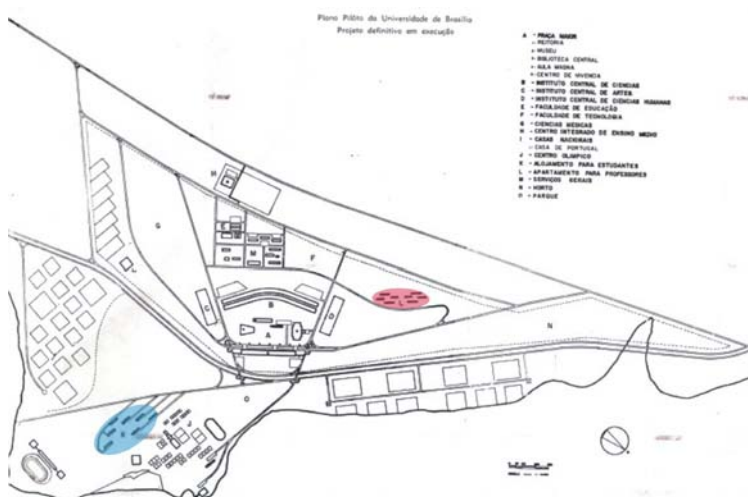 Plano Pilôto da Universidade de Brasília
Projeto definitivo em execução
A - PRAÇA MAIOR
- REITORIA
- MUSEU
- BIBLIOTECA CENTRAL
- AULA MAGNA
- CENTRO DE VIVENCIA
B - INSTITUTO CENTRAL DE CIENCIAS
C - INSTITUTO CENTRAL DE ARTES
D - INSTITUTO CENTRAL DE CIENCIAS HUMANAS
E - FACULDADE DE EDUCAÇÃO
F - FACULDADE DE TECNOLOGIA
G - CIENCIAS MEDICAS
H - CENTRO INTEGRADO DE ENSINO MEDIO
I - CASAS NACIONAIS
- CASA DE PORTUGAL
J - CENTRO OLIMPICO
K - ALOJAMENTO PARA ESTUDANTES
L - APARTAMENTO PARA PROFESSORES
M - SERVIÇOS GERAIS
N - HORTO
O - PARQUE
H
G
E
M
F
I
C
B
D
L
A
N
O
K
J